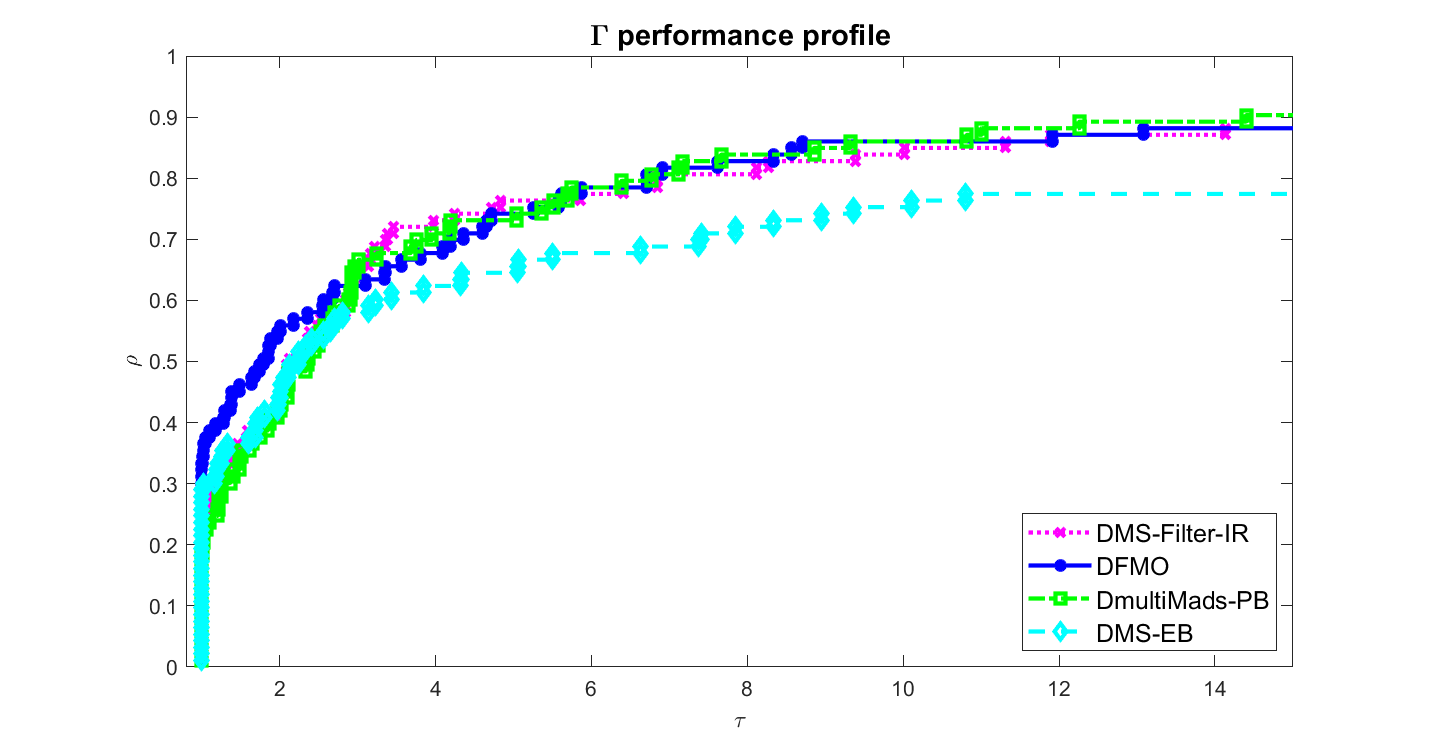 Γ performance profile
1
0.9
0.8
0.7
0.6
0.5
0.4
0.3
0.2
0.1
0
ρ
2 4 6 8 10 12 14
τ
DMS-Filter-IR
DFMO
DmultiMads-PB
DMS-EB